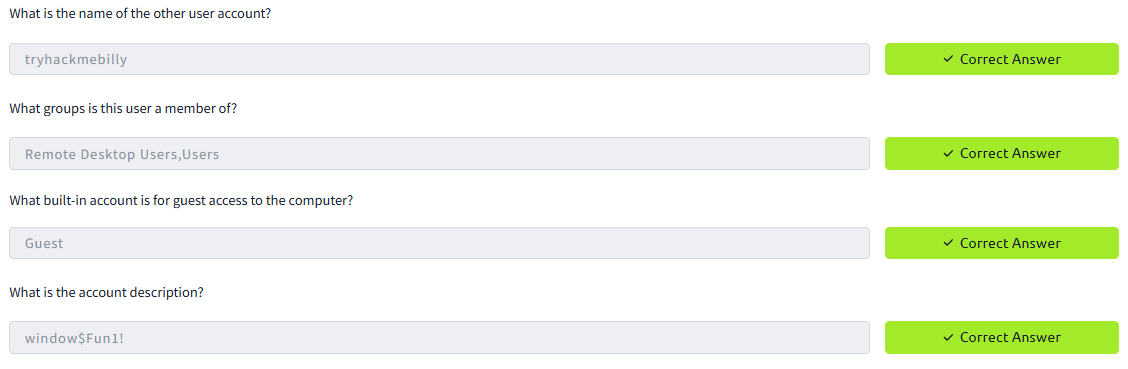 What is the name of the other user account?
tryhackmebilly
✓ Correct Answer
What groups is this user a member of?
Remote Desktop Users,Users
✓ Correct Answer
What built-in account is for guest access to the computer?
Guest
✓ Correct Answer
What is the account description?
window$Fun1!
✓ Correct Answer